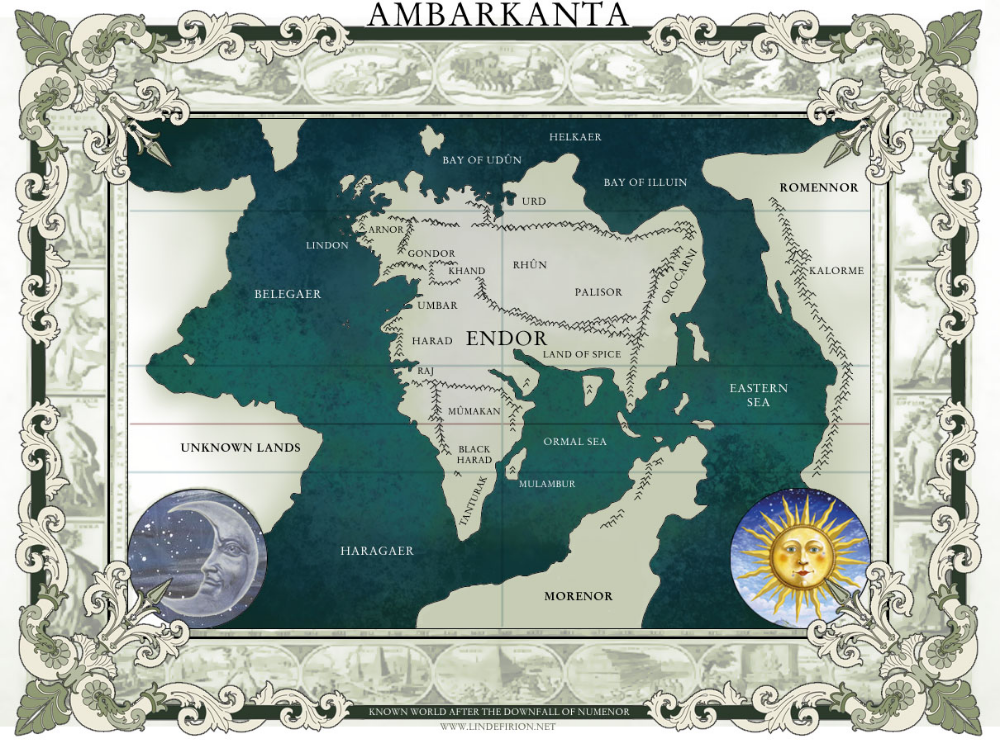 AMBARKANTA
HELKAER
BAY OF UDÛN
BAY OF ILLUIN
ROMENNOR
URD
ARNOR
LINDON
GONDOR
KHAND
RHÛN
KALORME
OROCARNI
BELEGAER
PALISOR
UMBAR
HARAD
ENDOR
LAND OF SPICE
RAJ
EASTERN
SEA
MÛMAKAN
UNKNOWN LANDS
BLACK
HARAD
ORMAL SEA
MULAMBUR
TANTURAK
HARAGAER
MORENOR
KNOWN WORLD AFTER THE DOWNFALL OF NUMENOR
WWW.LINDEFIRION.NET